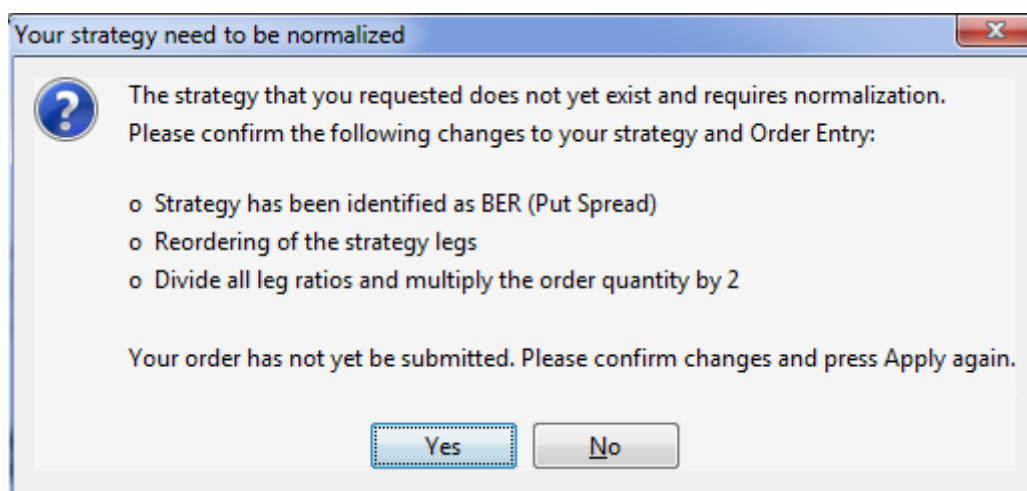 Your strategy need to be normalized
The strategy that you requested does not yet exist and requires normalization.
Please confirm the following changes to your strategy and Order Entry:
o Strategy has been identified as BER (Put Spread)
o Reordering of the strategy legs
o Divide all leg ratios and multiply the order quantity by 2
Your order has not yet be submitted. Please confirm changes and press Apply again.
Yes
No